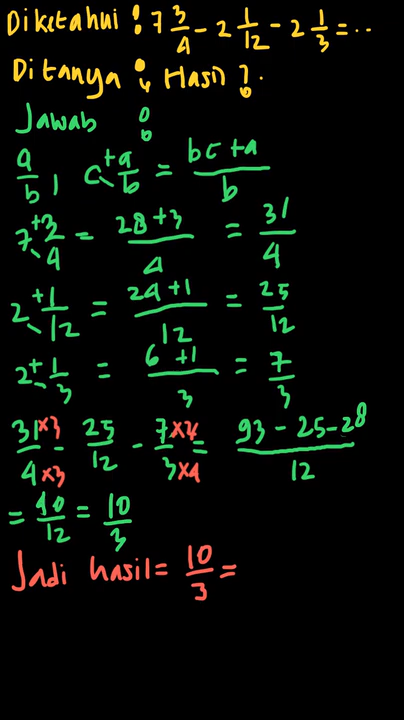 Diketahui : 7 3/4 - 2 1/12 - 2 1/3 = ...
Ditanya : Hasil ?
Jawab :
a/b, c + a/b = bc + a / b
7 + 3/4 = 28 + 3 / 4 = 31/4
2 + 1/12 = 24 + 1 / 12 = 25/12
2 + 1/3 = 6 + 1 / 3 = 7/3
31 ×3 / 4 ×3 - 25/12 - 7 ×4 / 3 ×4 = 93 - 25 - 28 / 12
= 40/12 = 10/3
Jadi hasil = 10/3 =